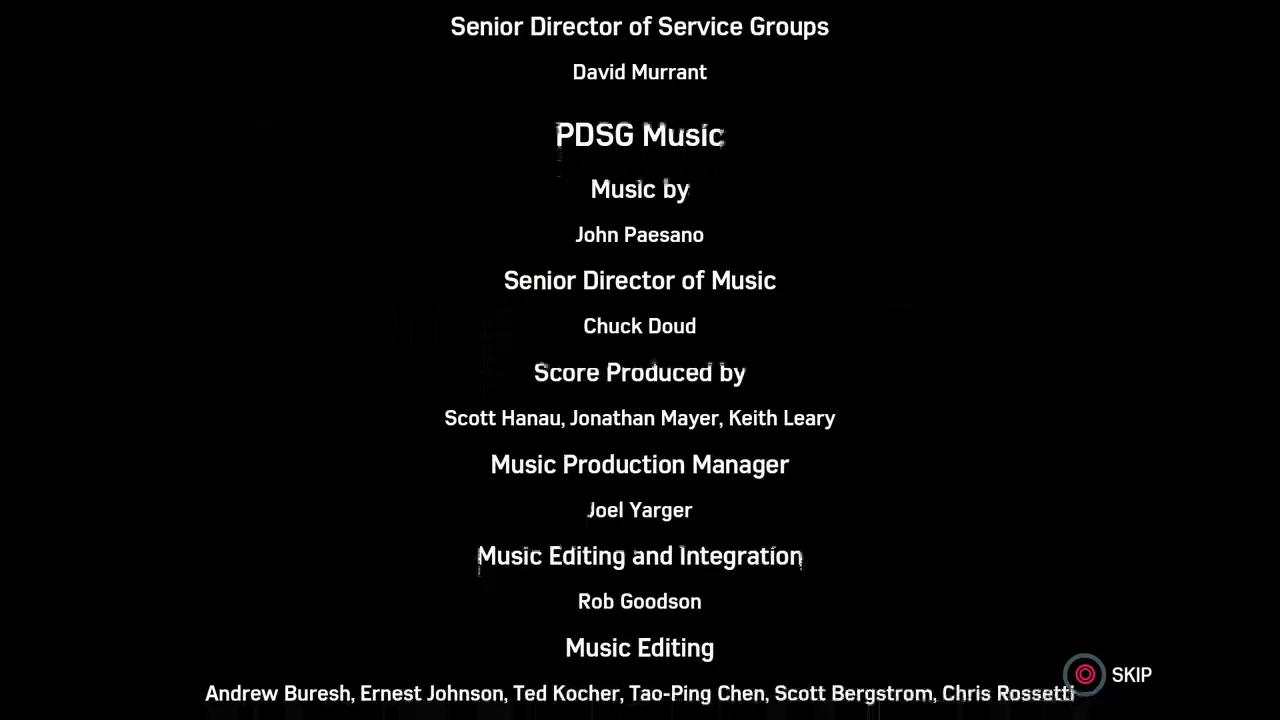 Senior Director of Service Groups
David Murrant
PDSG Music
Music by
John Paesano
Senior Director of Music
Chuck Doud
Score Produced by
Scott Hanau, Jonathan Mayer, Keith Leary
Music Production Manager
Joel Yarger
Music Editing and Integration
Rob Goodson
Music Editing
SKIP
Andrew Buresh, Ernest Johnson, Ted Kocher, Tao-Ping Chen, Scott Bergstrom, Chris Rossetti